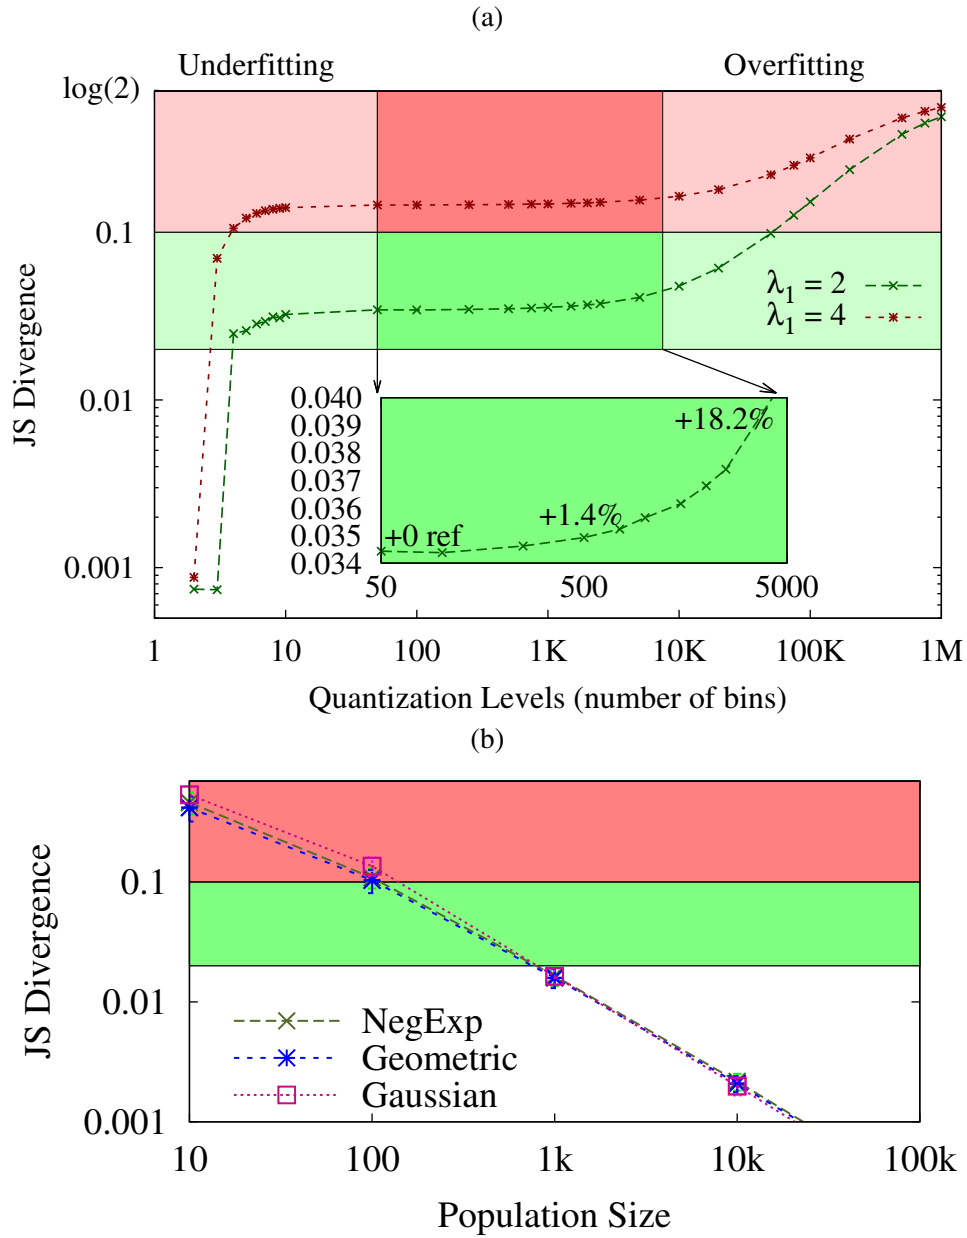 (a)
Underfitting Overfitting
log(2)
0.1
0.01
0.001
JS Divergence
λ1 = 2
λ1 = 4
0.040
0.039
0.038
0.037
0.036
0.035
0.034
+18.2%
+1.4%
+0 ref
50 500 5000
1 10 100 1K 10K 100K 1M
Quantization Levels (number of bins)
(b)
0.1
0.01
0.001
JS Divergence
NegExp
Geometric
Gaussian
10 100 1k 10k 100k
Population Size